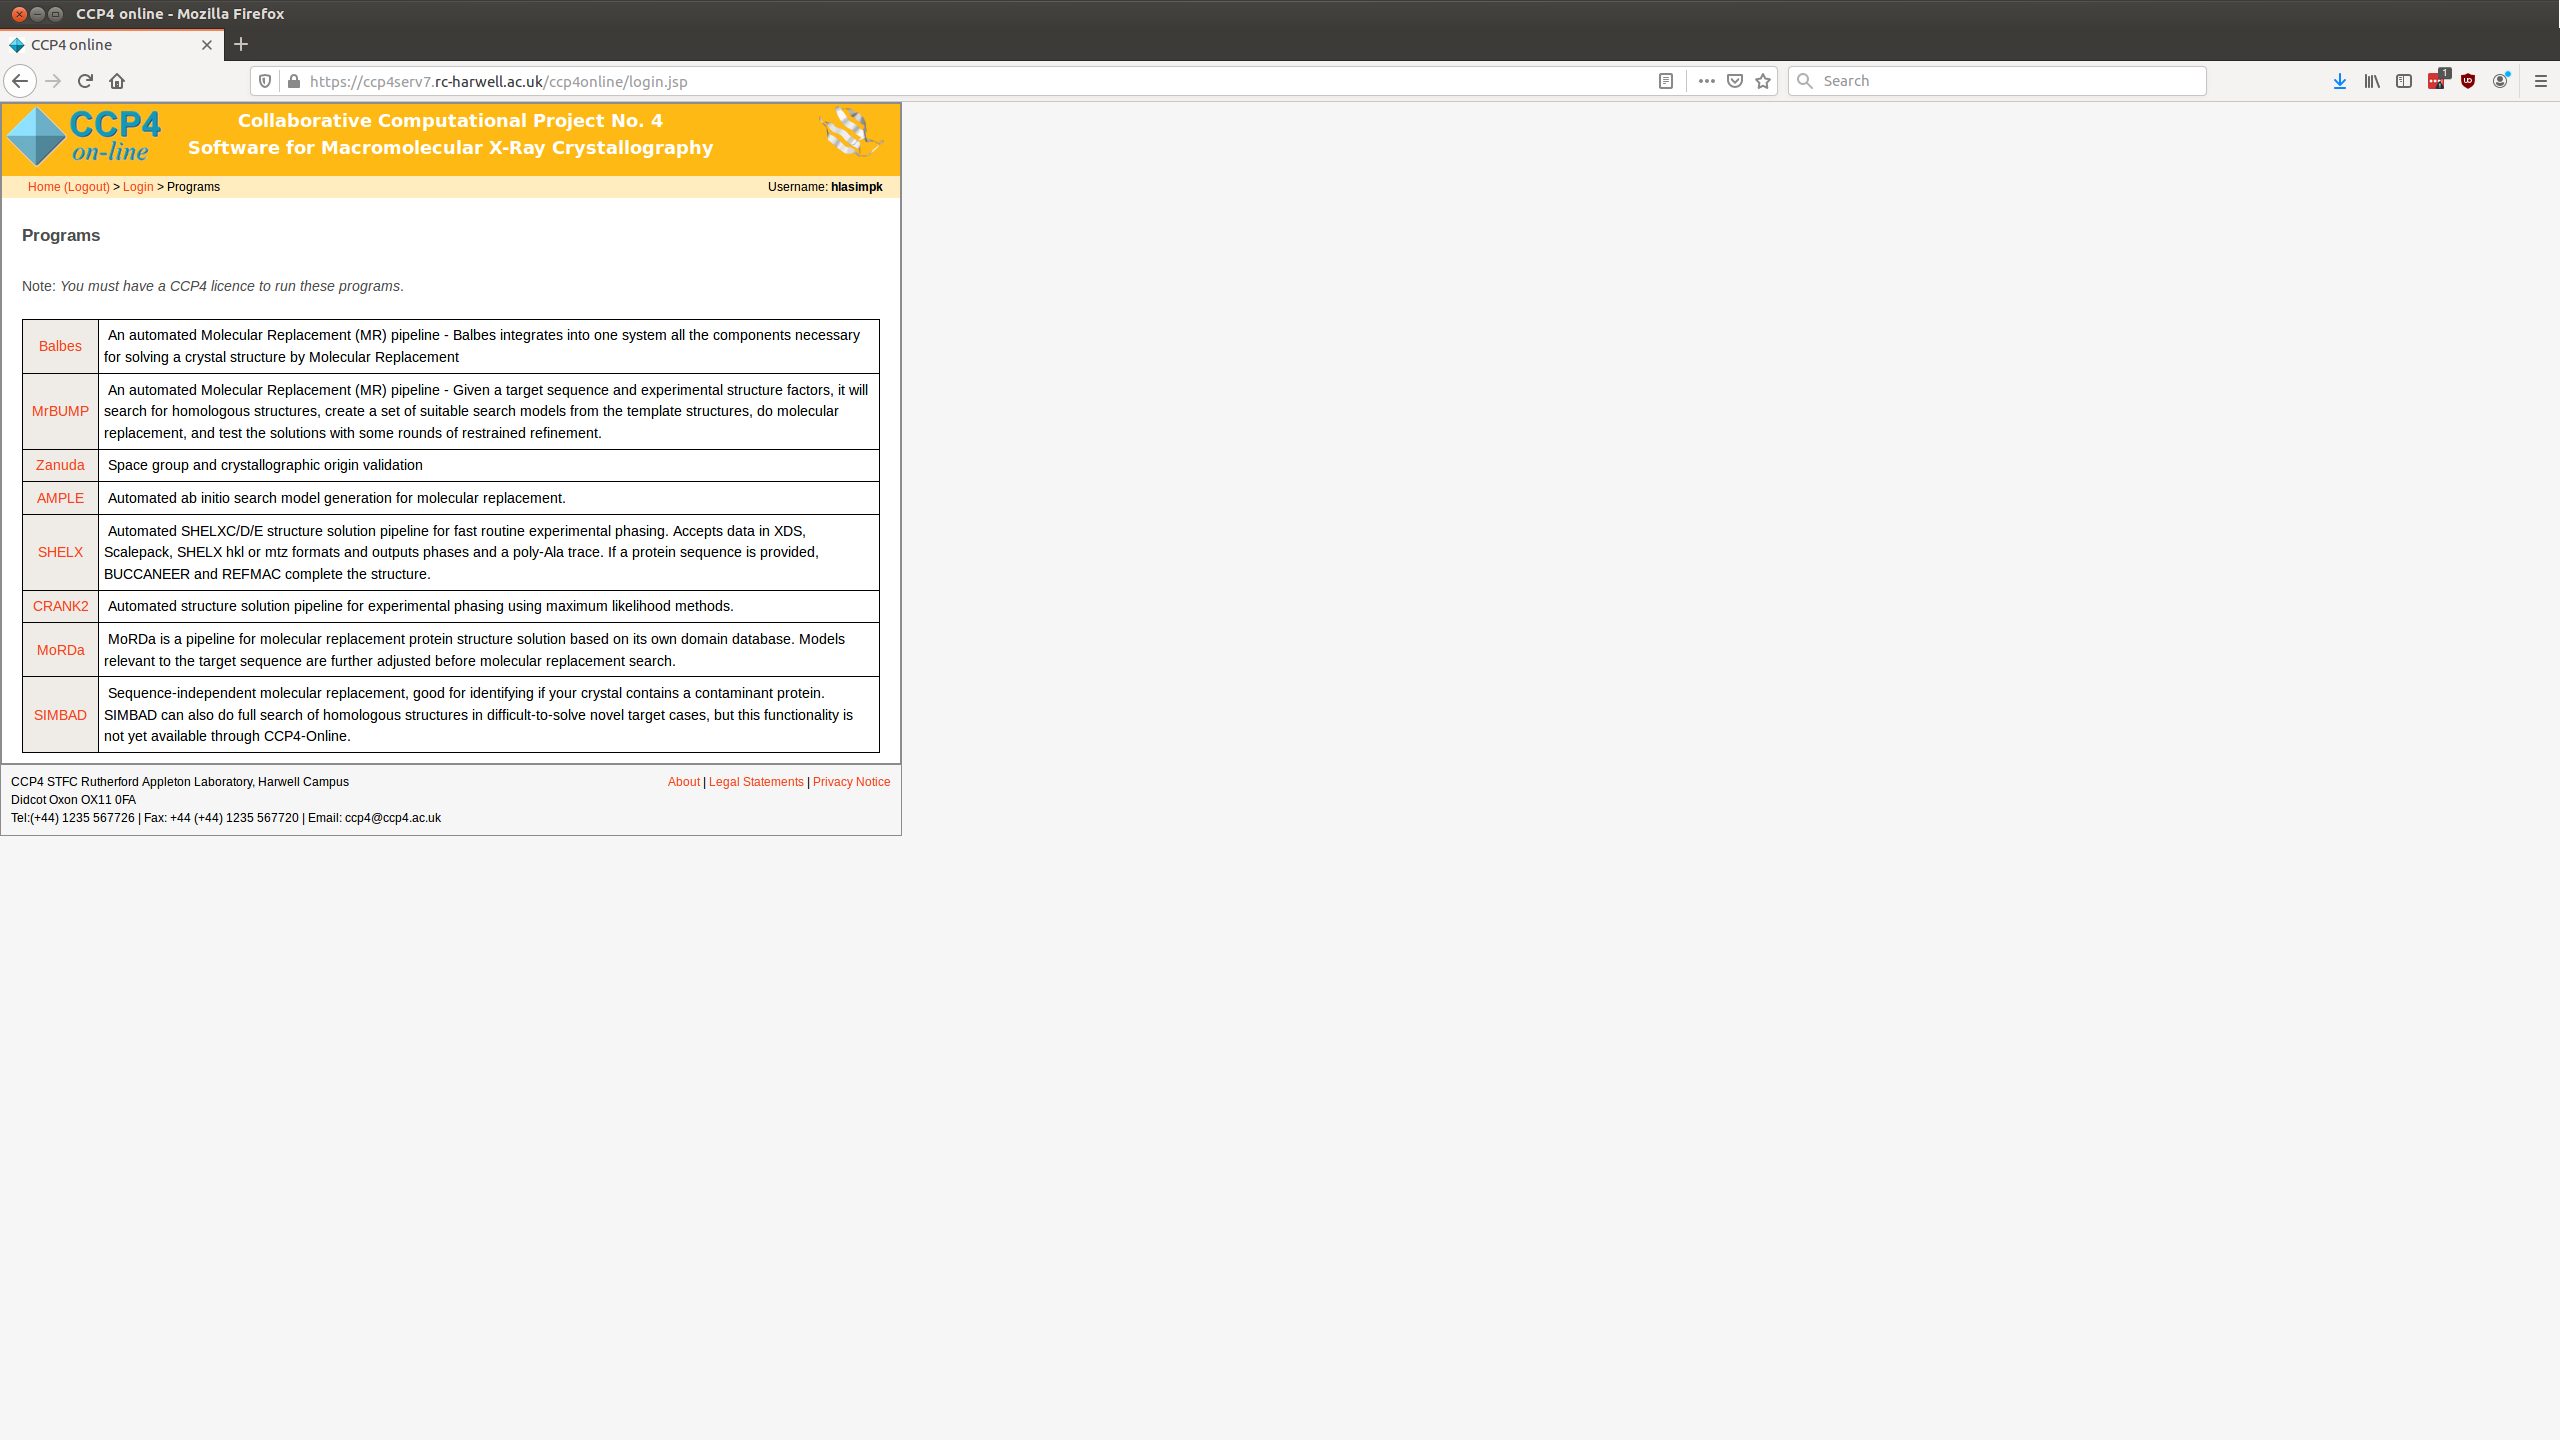 CCP4 online - Mozilla Firefox
CCP4 online
https://ccp4serv7.rc-harwell.ac.uk/ccp4online/login.jsp
Search
1
CCP4
on-line
Collaborative Computational Project No. 4
Software for Macromolecular X-Ray Crystallography
Home (Logout) > Login > Programs
Username: hlasimpk
Programs
Note: You must have a CCP4 licence to run these programs.
Balbes
An automated Molecular Replacement (MR) pipeline - Balbes integrates into one system all the components necessary
for solving a crystal structure by Molecular Replacement
MrBUMP
An automated Molecular Replacement (MR) pipeline - Given a target sequence and experimental structure factors, it will
search for homologous structures, create a set of suitable search models from the template structures, do molecular
replacement, and test the solutions with some rounds of restrained refinement.
Zanuda
Space group and crystallographic origin validation
AMPLE
Automated ab initio search model generation for molecular replacement.
SHELX
Automated SHELXC/D/E structure solution pipeline for fast routine experimental phasing. Accepts data in XDS,
Scalepack, SHELX hkl or mtz formats and outputs phases and a poly-Ala trace. If a protein sequence is provided,
BUCCANEER and REFMAC complete the structure.
CRANK2
Automated structure solution pipeline for experimental phasing using maximum likelihood methods.
MoRDa
MoRDa is a pipeline for molecular replacement protein structure solution based on its own domain database. Models
relevant to the target sequence are further adjusted before molecular replacement search.
SIMBAD
Sequence-independent molecular replacement, good for identifying if your crystal contains a contaminant protein.
SIMBAD can also do full search of homologous structures in difficult-to-solve novel target cases, but this functionality is
not yet available through CCP4-Online.
CCP4 STFC Rutherford Appleton Laboratory, Harwell Campus
About | Legal Statements | Privacy Notice
Didcot Oxon OX11 0FA
Tel:(+44) 1235 567726 | Fax: +44 (+44) 1235 567720 | Email: ccp4@ccp4.ac.uk